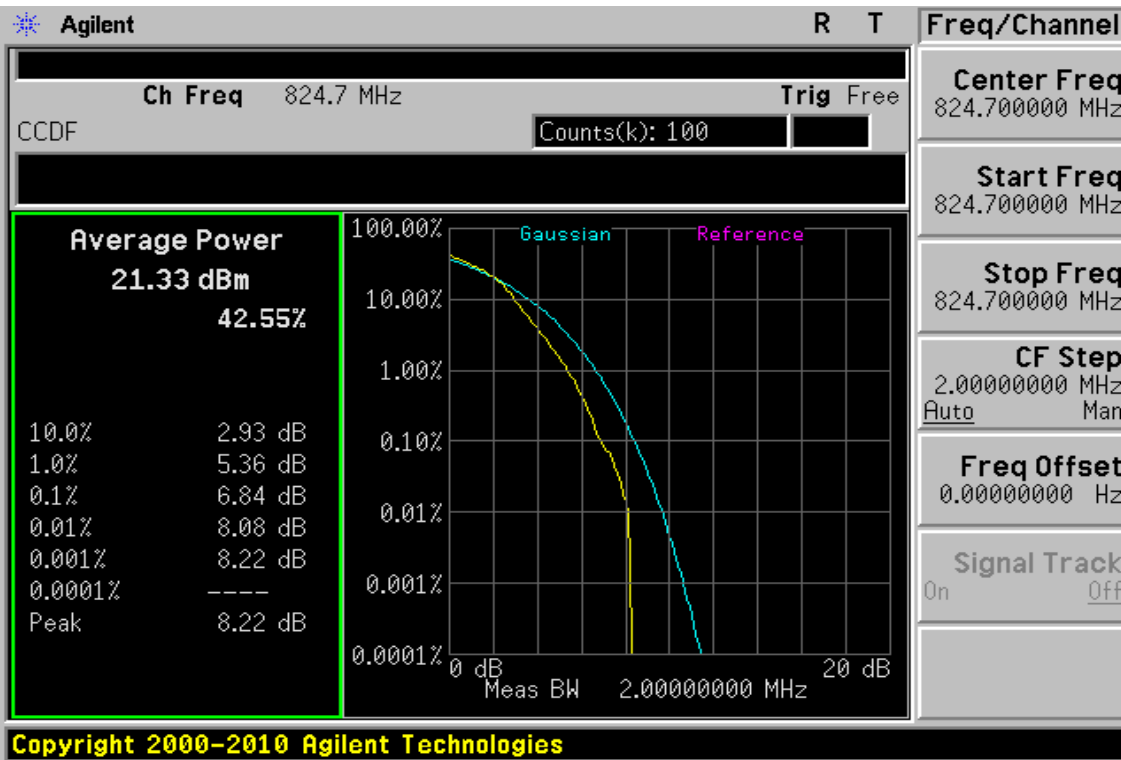 Agilent R T
Ch Freq 824.7 MHz Trig Free
CCDF Counts(k): 100
Average Power
21.33 dBm
42.55%
10.0% 2.93 dB
1.0% 5.36 dB
0.1% 6.84 dB
0.01% 8.08 dB
0.001% 8.22 dB
0.0001% ----
Peak 8.22 dB
Gaussian Reference
100.00%
10.00%
1.00%
0.10%
0.01%
0.001%
0.0001%
0 dB 20 dB
Meas BW 2.00000000 MHz
Freq/Channel
Center Freq
824.700000 MHz
Start Freq
824.700000 MHz
Stop Freq
824.700000 MHz
CF Step
2.00000000 MHz
Auto Man
Freq Offset
0.00000000 Hz
Signal Track
On Off
Copyright 2000-2010 Agilent Technologies